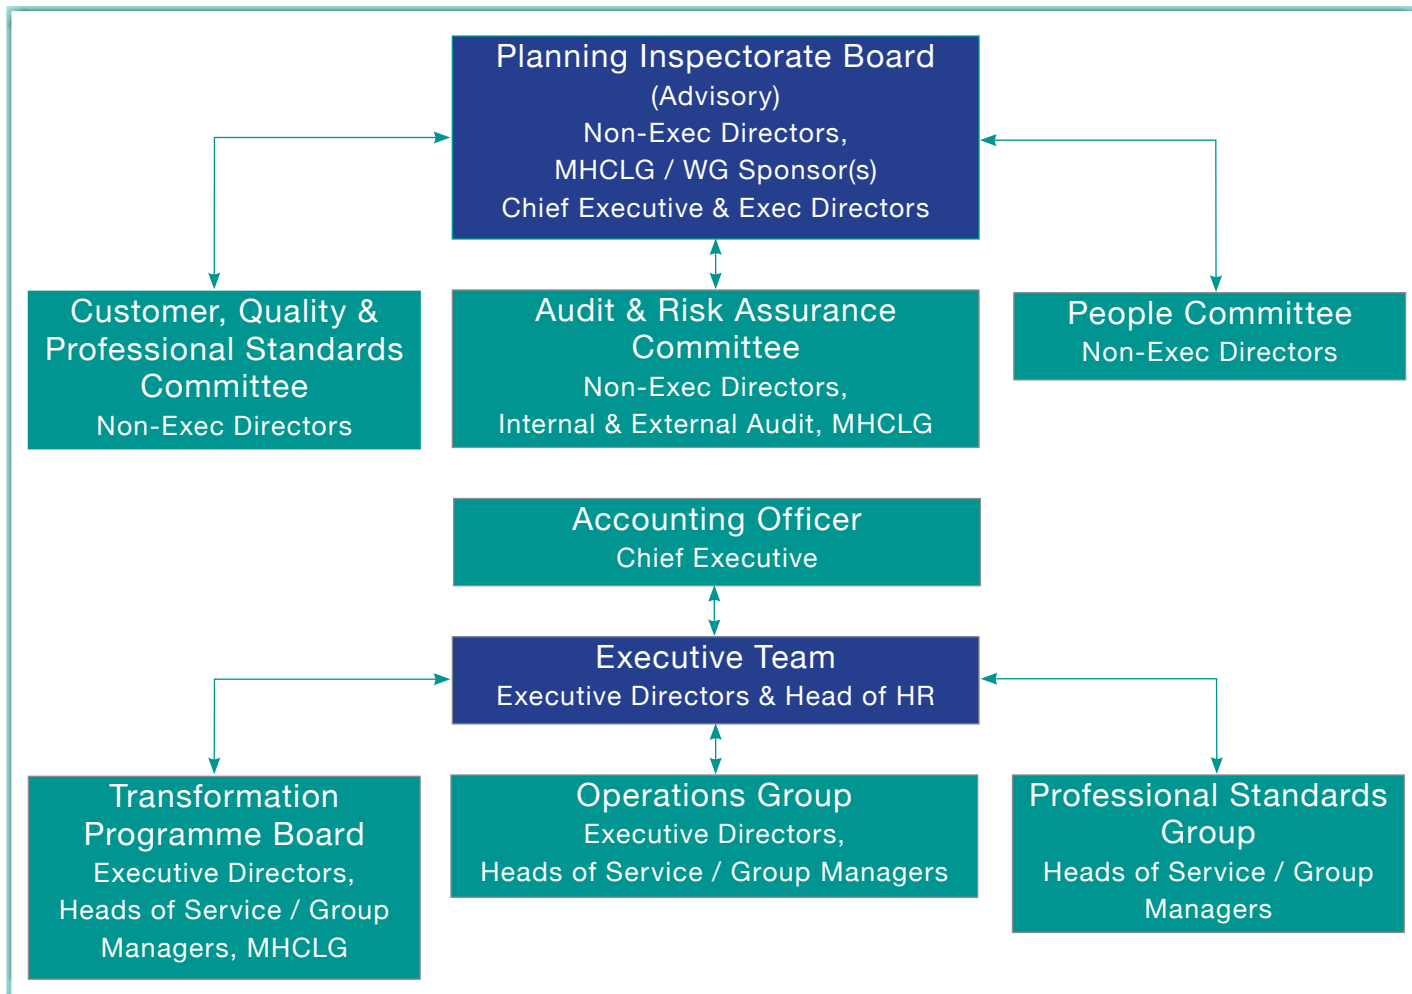 Planning Inspectorate Board
(Advisory)
Non-Exec Directors,
MHCLG / WG Sponsor(s)
Chief Executive & Exec Directors
Customer, Quality &
Professional Standards
Committee
Non-Exec Directors
Audit & Risk Assurance
Committee
Non-Exec Directors,
Internal & External Audit, MHCLG
People Committee
Non-Exec Directors
Accounting Officer
Chief Executive
Executive Team
Executive Directors & Head of HR
Transformation
Programme Board
Executive Directors,
Heads of Service / Group
Managers, MHCLG
Operations Group
Executive Directors,
Heads of Service / Group Managers
Professional Standards
Group
Heads of Service / Group
Managers